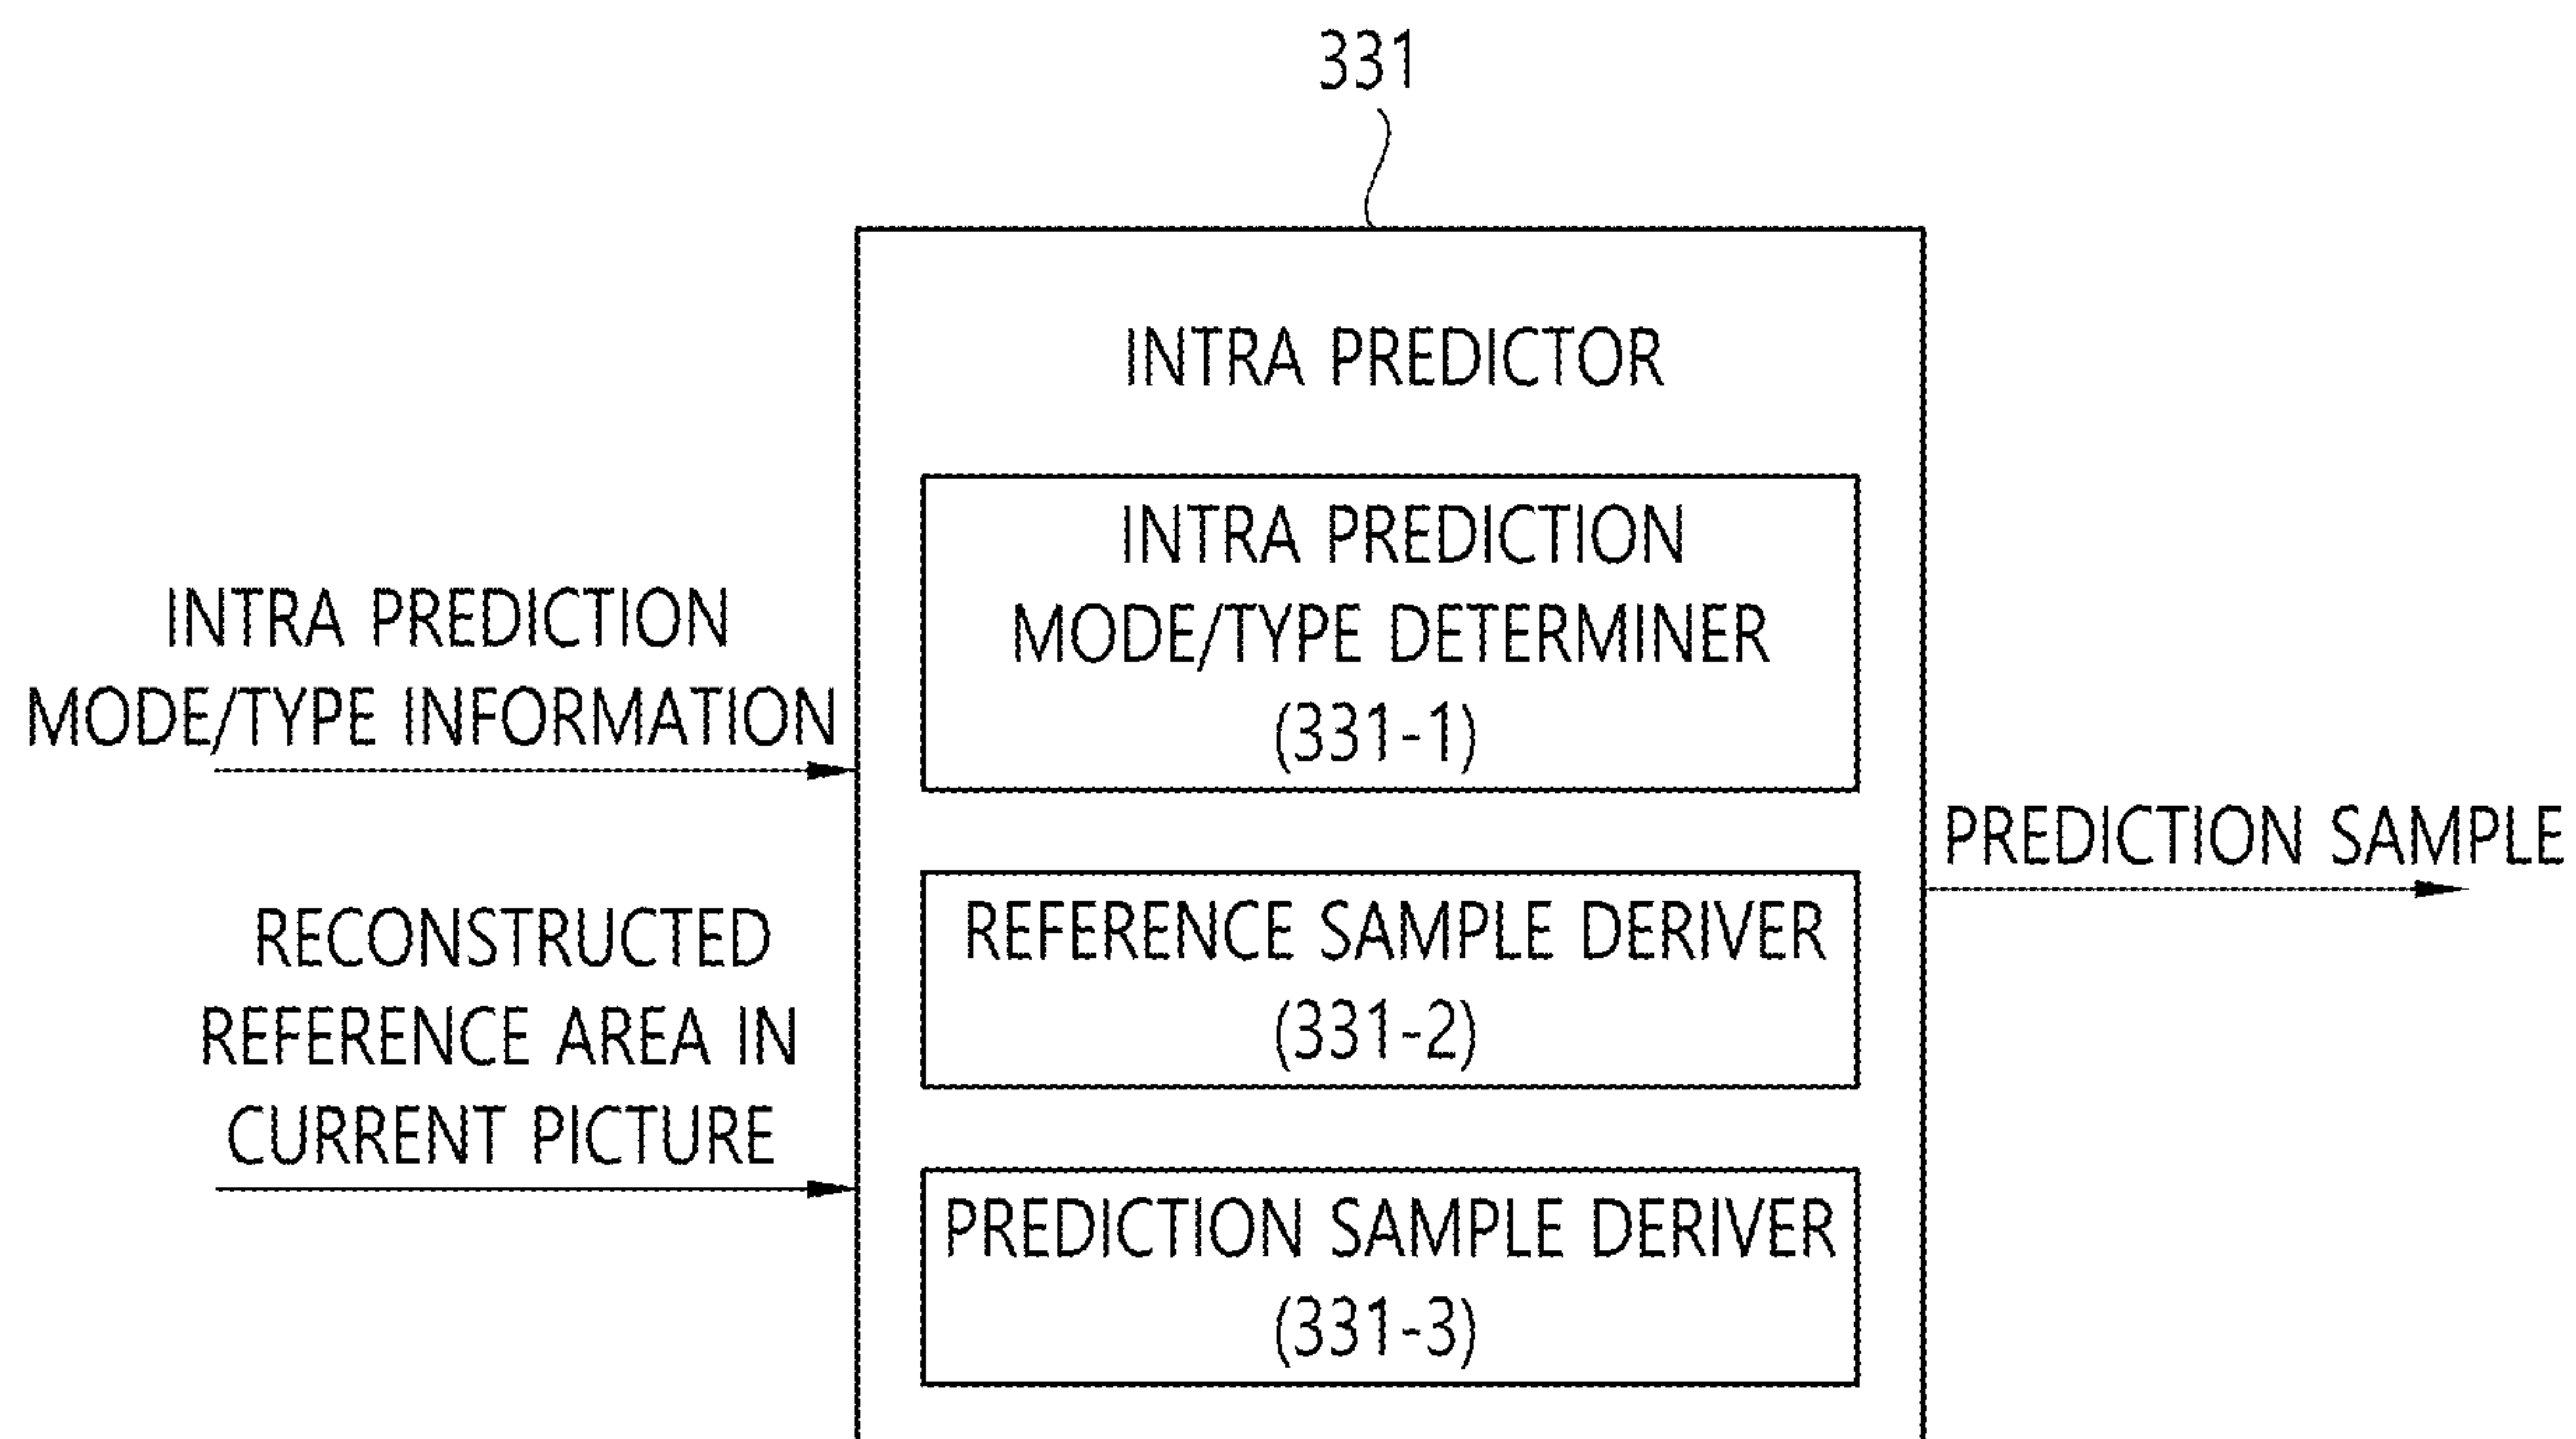 331
INTRA PREDICTOR
INTRA PREDICTION
MODE/TYPE DETERMINER
(331-1)
INTRA PREDICTION
MODE/TYPE INFORMATION
PREDICTION SAMPLE
REFERENCE SAMPLE DERIVER
(331-2)
RECONSTRUCTED
REFERENCE AREA IN
CURRENT PICTURE
PREDICTION SAMPLE DERIVER
(331-3)